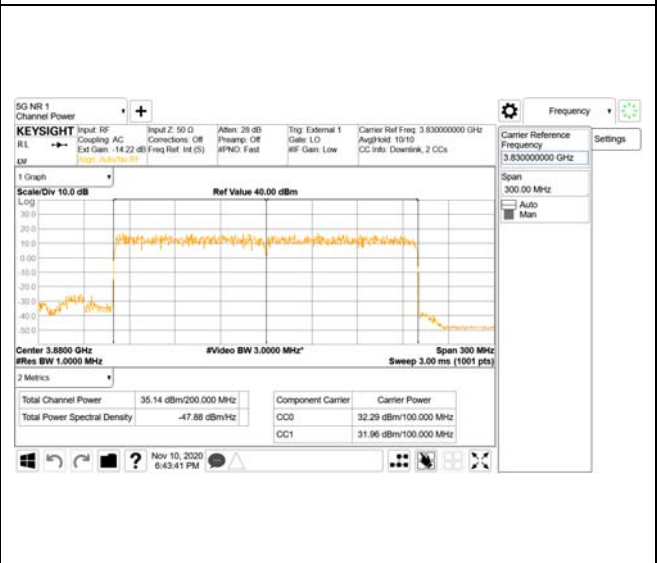 5G NR 1
Channel Power
+
Frequency
KEYSIGHT Input: RF Input Z: 50 Ω Atten: 28 dB Trig: External 1 Carrier Ref Freq: 3.830000000 GHz
RL Coupling: AC Corrections: Off Preamp: Off Gate: LO Avg|Hold: 10/10
Ext Gain: -14.22 dB Freq Ref: Int (S) #PNO: Fast #IF Gain: Low CC Info: Downlink, 2 CCs
Align: Auto/No RF
Carrier Reference
Frequency
3.830000000 GHz
Settings
Span
300.00 MHz
Auto
Man
1 Graph
Scale/Div 10.0 dB Ref Value 40.00 dBm
Log
30.0
20.0
10.0
0.00
-10.0
-20.0
-30.0
-40.0
-50.0
Center 3.8800 GHz #Video BW 3.0000 MHz* Span 300 MHz
#Res BW 1.0000 MHz Sweep 3.00 ms (1001 pts)
2 Metrics
Total Channel Power 35.14 dBm/200.000 MHz Component Carrier Carrier Power
Total Power Spectral Density -47.88 dBm/Hz CC0 32.29 dBm/100.000 MHz
CC1 31.96 dBm/100.000 MHz
? Nov 10, 2020
6:43:41 PM